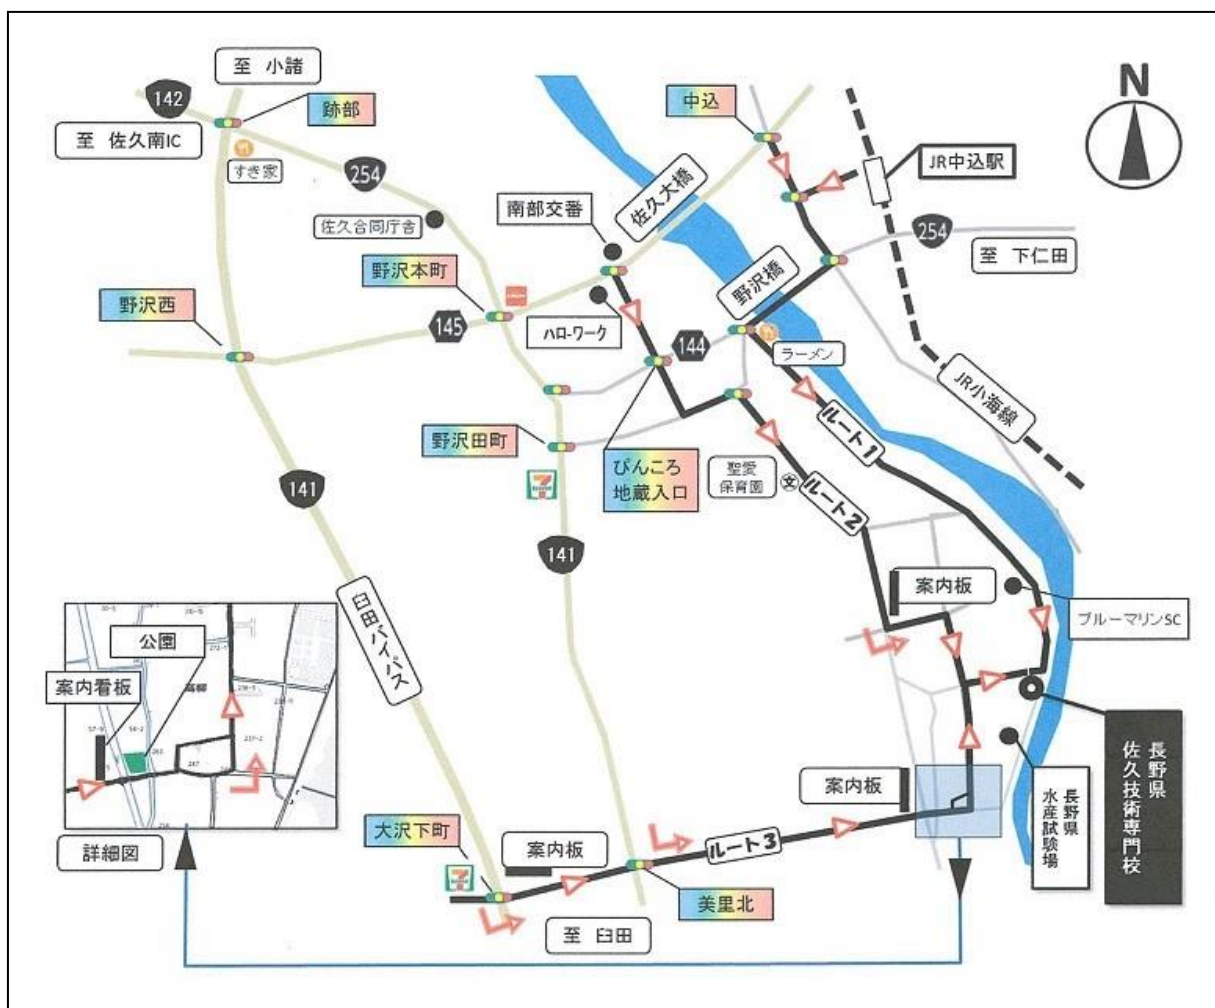 至 小諸
142
跡部
至 佐久南IC
すき家
254
佐久合同庁舎
中込
N
JR中込駅
佐久大橋
南部交番
254
至 下仁田
野沢橋
野沢本町
野沢西
145
ハローワーク
144
ラーメン
JR小海線
ルート1
野沢田町
ぴんころ
地蔵入口
聖愛
保育園
文
ルート2
141
141
案内板
ブルーマリンSC
臼田バイパス
公園
案内看板
詳細図
長野県
佐久技術専門校
長野県
水産試験場
案内板
大沢下町
案内板
ルート3
美里北
至 臼田